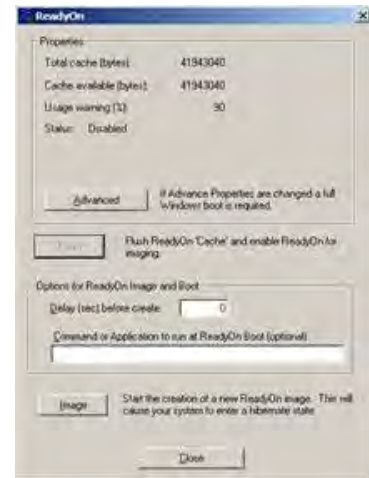 ReadyOn
Properties
Total cache (bytes): 41943040
Cache available (bytes): 41943040
Usage warning (%): 90
Status: Disabled
Advanced
If Advance Properties are changed a full
Windows boot is required.
Flush ReadyOn 'Cache' and enable ReadyOn for
imaging.
Options for ReadyOn Image and Boot
Delay (sec) before create: 0
Command or Application to run at ReadyOn Boot (optional)
Image
Start the creation of a new ReadyOn image. This will
cause your system to enter a hibernate state
Close